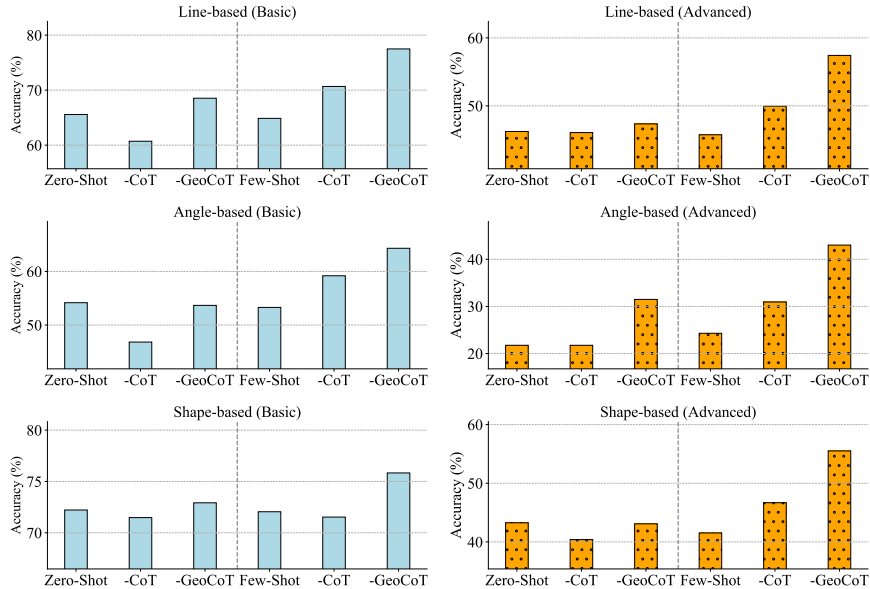 Line-based (Basic)
Accuracy (%)
80
70
60
Zero-Shot -CoT -GeoCoT Few-Shot -CoT -GeoCoT
Line-based (Advanced)
Accuracy (%)
60
50
Zero-Shot -CoT -GeoCoT Few-Shot -CoT -GeoCoT
Angle-based (Basic)
Accuracy (%)
60
50
Zero-Shot -CoT -GeoCoT Few-Shot -CoT -GeoCoT
Angle-based (Advanced)
Accuracy (%)
40
30
20
Zero-Shot -CoT -GeoCoT Few-Shot -CoT -GeoCoT
Shape-based (Basic)
Accuracy (%)
80
75
70
Zero-Shot -CoT -GeoCoT Few-Shot -CoT -GeoCoT
Shape-based (Advanced)
Accuracy (%)
60
50
40
Zero-Shot -CoT -GeoCoT Few-Shot -CoT -GeoCoT